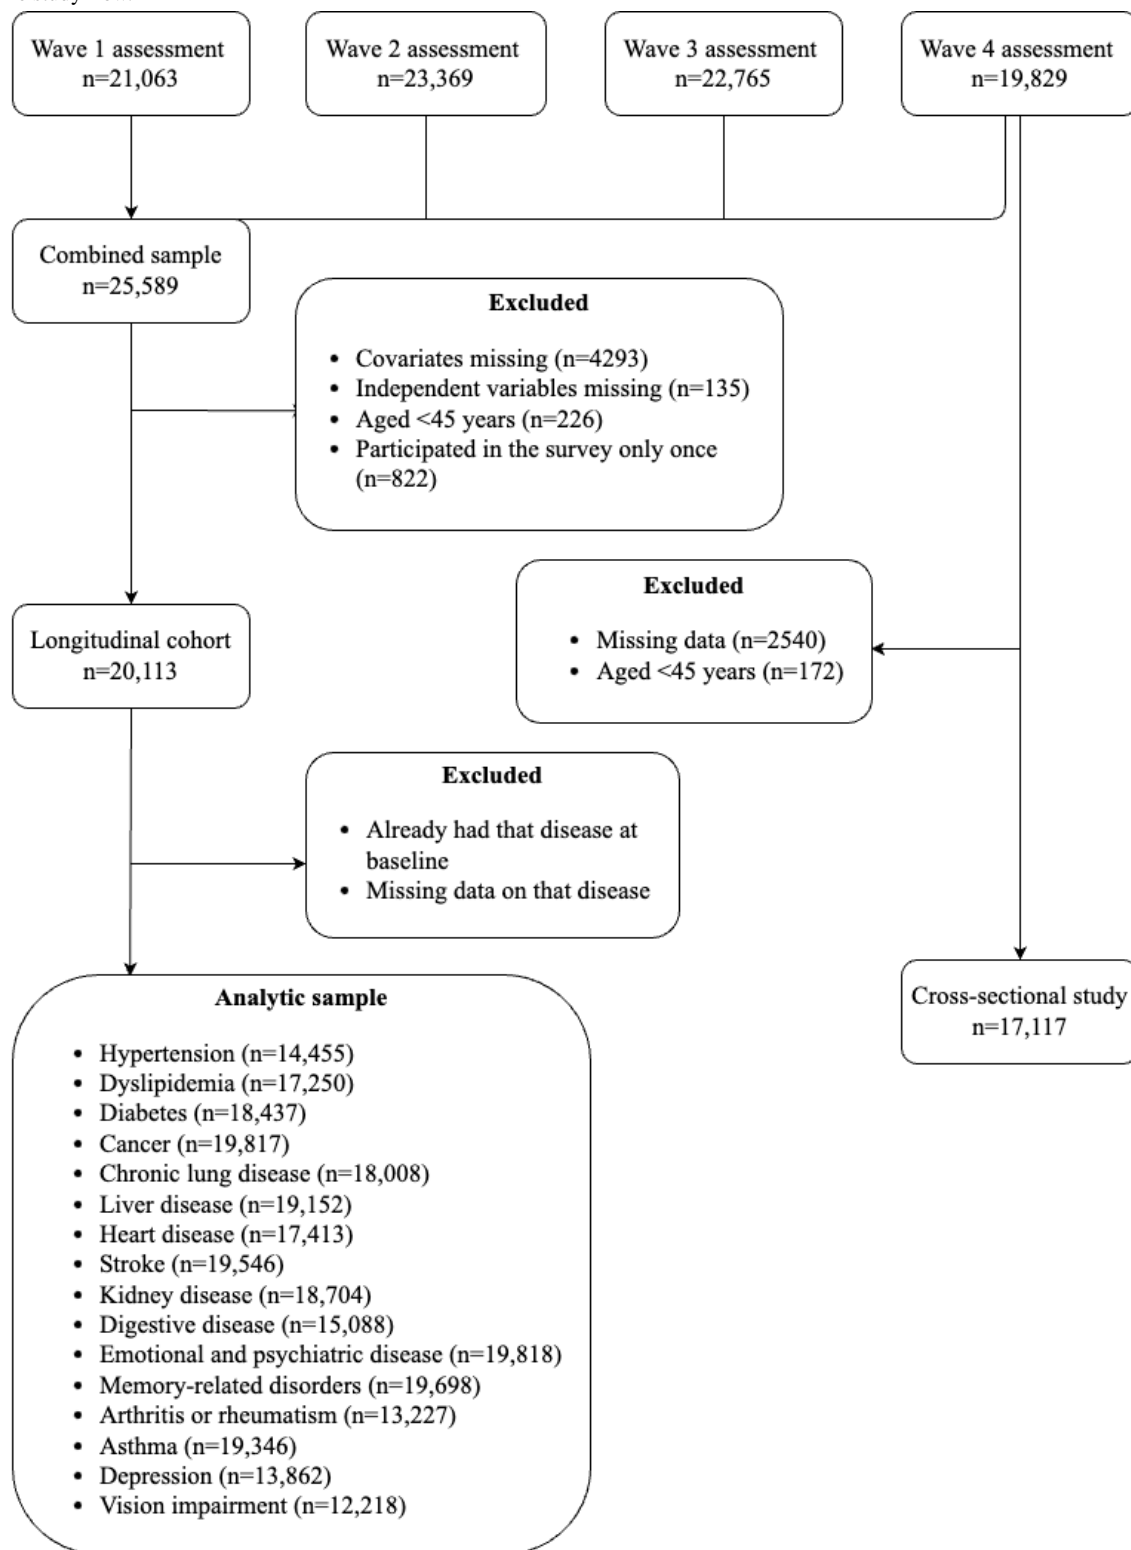 Wave 1 assessment
n=21,063
Wave 2 assessment
n=23,369
Wave 3 assessment
n=22,765
Wave 4 assessment
n=19,829
Combined sample
n=25,589
Excluded
• Covariates missing (n=4293)
• Independent variables missing (n=135)
• Aged <45 years (n=226)
• Participated in the survey only once
(n=822)
Excluded
• Missing data (n=2540)
• Aged <45 years (n=172)
Longitudinal cohort
n=20,113
Excluded
• Already had that disease at
baseline
• Missing data on that disease
Cross-sectional study
n=17,117
Analytic sample
• Hypertension (n=14,455)
• Dyslipidemia (n=17,250)
• Diabetes (n=18,437)
• Cancer (n=19,817)
• Chronic lung disease (n=18,008)
• Liver disease (n=19,152)
• Heart disease (n=17,413)
• Stroke (n=19,546)
• Kidney disease (n=18,704)
• Digestive disease (n=15,088)
• Emotional and psychiatric disease (n=19,818)
• Memory-related disorders (n=19,698)
• Arthritis or rheumatism (n=13,227)
• Asthma (n=19,346)
• Depression (n=13,862)
• Vision impairment (n=12,218)